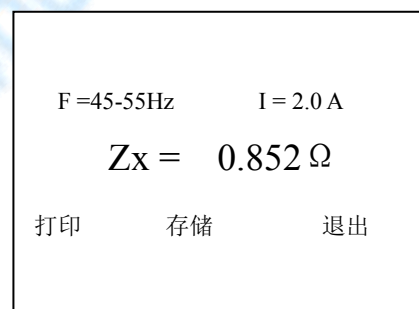 F =45-55Hz I = 2.0 A
Zx = 0.852 Ω
打印 存储 退出